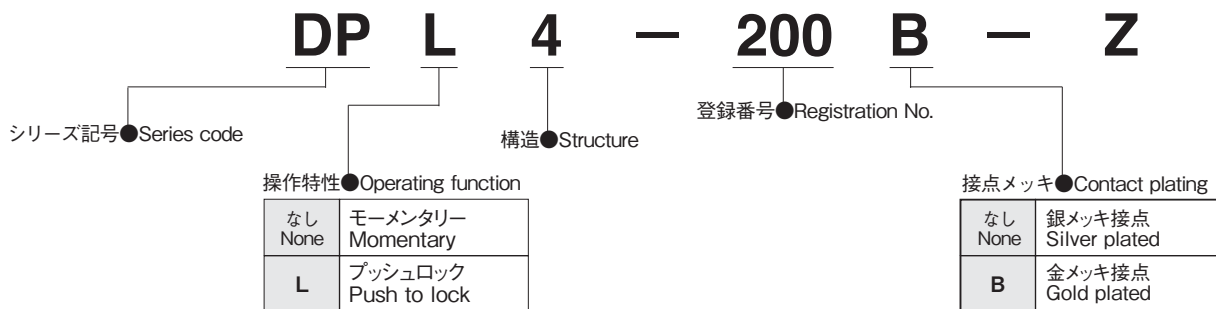 DP L 4 — 200 B — Z
登録番号●Registration No.
シリーズ記号●Series code
構造●Structure
操作特性●Operating function
なし
None
モーメンタリー
Momentary
L
プッシュロック
Push to lock
接点メッキ●Contact plating
なし
None
銀メッキ接点
Silver plated
B
金メッキ接点
Gold plated